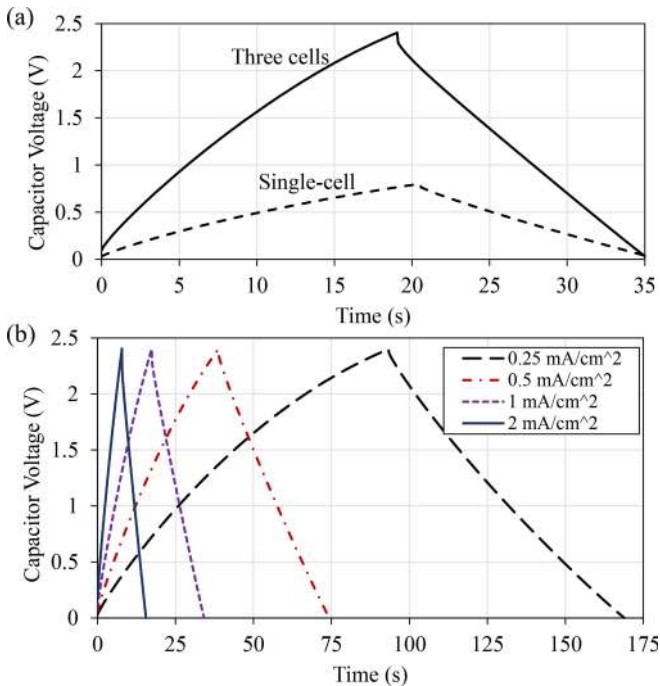 (a)
2.5
2
1.5
1
0.5
0
Capacitor Voltage (V)
Three cells
Single-cell
0 5 10 15 20 25 30 35
Time (s)
(b)
2.5
2
1.5
1
0.5
0
Capacitor Voltage (V)
0.25 mA/cm^2
0.5 mA/cm^2
1 mA/cm^2
2 mA/cm^2
0 25 50 75 100 125 150 175
Time (s)